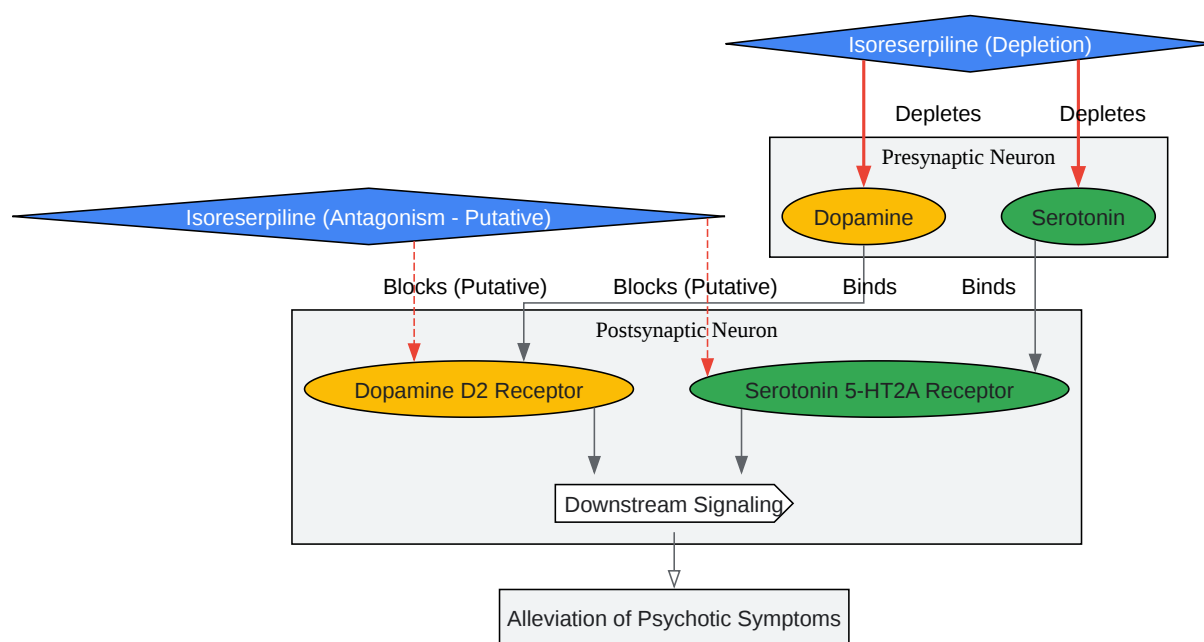 Isoreserpiline (Depletion)
Depletes
Depletes
Presynaptic Neuron
Isoreserpiline (Antagonism - Putative)
Dopamine
Serotonin
Blocks (Putative)
Blocks (Putative)
Binds
Binds
Postsynaptic Neuron
Dopamine D2 Receptor
Serotonin 5-HT2A Receptor
Downstream Signaling
Alleviation of Psychotic Symptoms